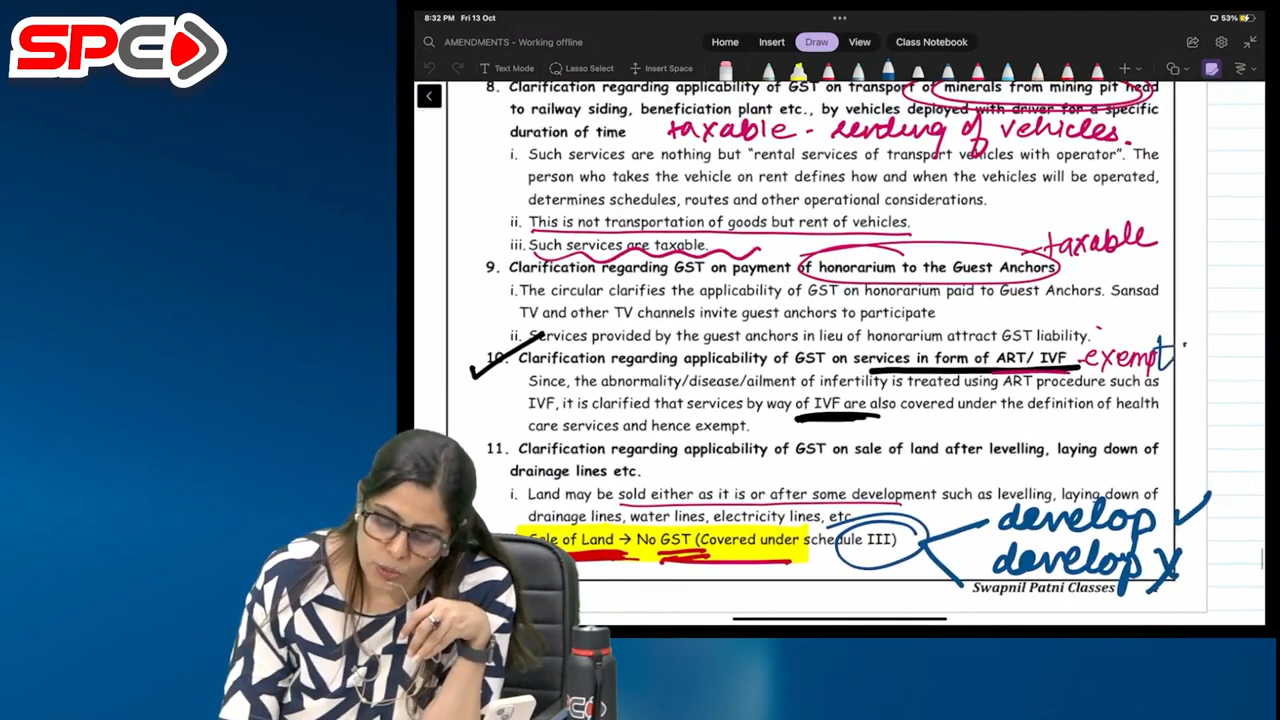 SPC
8:32 PM Fri 13 Oct
53%
AMENDMENTS - Working offline
Home Insert Draw View Class Notebook
Text Mode Lasso Select Insert Space
8. Clarification regarding applicability of GST on transport of minerals from mining pit head
to railway siding, beneficiation plant etc., by vehicles deployed with driver for a specific
duration of time taxable - rending of vehicles.
i. Such services are nothing but "rental services of transport vehicles with operator". The
person who takes the vehicle on rent defines how and when the vehicles will be operated,
determines schedules, routes and other operational considerations.
ii. This is not transportation of goods but rent of vehicles.
iii. Such services are taxable.
taxable
9. Clarification regarding GST on payment of honorarium to the Guest Anchors
i. The circular clarifies the applicability of GST on honorarium paid to Guest Anchors. Sansad
TV and other TV channels invite guest anchors to participate
ii. Services provided by the guest anchors in lieu of honorarium attract GST liability.
10. Clarification regarding applicability of GST on services in form of ART/ IVF - exempt
Since, the abnormality/disease/ailment of infertility is treated using ART procedure such as
IVF, it is clarified that services by way of IVF are also covered under the definition of health
care services and hence exempt.
11. Clarification regarding applicability of GST on sale of land after levelling, laying down of
drainage lines etc.
i. Land may be sold either as it is or after some development such as levelling, laying down of
drainage lines, water lines, electricity lines, etc
Sale of Land → No GST (Covered under schedule III)
develop ✓
develop X
Swapnil Patni Classes
SPC